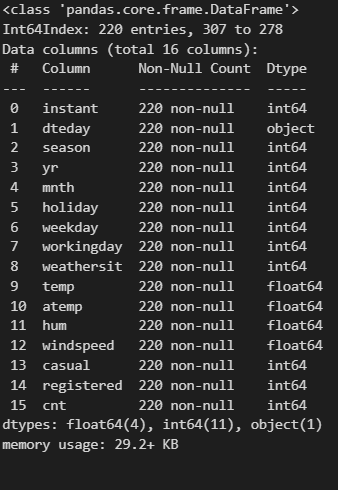 <class 'pandas.core.frame.DataFrame'>
Int64Index: 220 entries, 307 to 278
Data columns (total 16 columns):
 #   Column      Non-Null Count  Dtype
---  ------      --------------  -----
 0   instant     220 non-null    int64
 1   dteday      220 non-null    object
 2   season      220 non-null    int64
 3   yr          220 non-null    int64
 4   mnth        220 non-null    int64
 5   holiday     220 non-null    int64
 6   weekday     220 non-null    int64
 7   workingday  220 non-null    int64
 8   weathersit  220 non-null    int64
 9   temp        220 non-null    float64
 10  atemp       220 non-null    float64
 11  hum         220 non-null    float64
 12  windspeed   220 non-null    float64
 13  casual      220 non-null    int64
 14  registered  220 non-null    int64
 15  cnt         220 non-null    int64
dtypes: float64(4), int64(11), object(1)
memory usage: 29.2+ KB